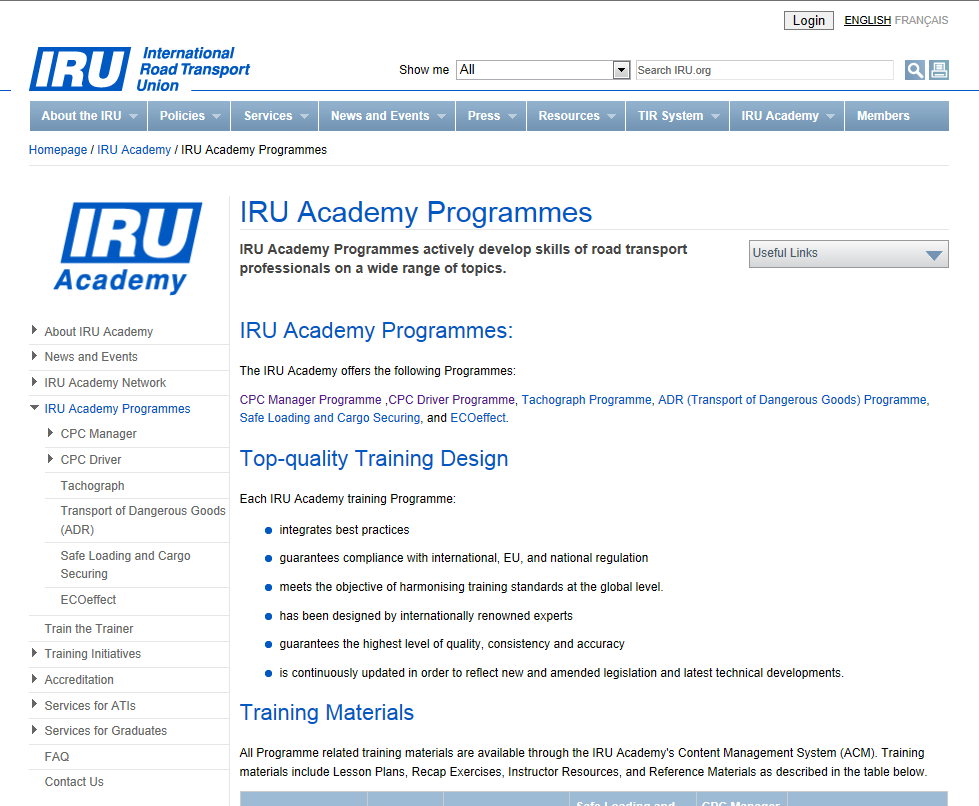 Login ENGLISH FRANÇAIS
IRU International
Road Transport
Union
Show me All Search IRU.org
About the IRU Policies Services News and Events Press Resources TIR System IRU Academy Members
Homepage / IRU Academy / IRU Academy Programmes
IRU
Academy
About IRU Academy
News and Events
IRU Academy Network
IRU Academy Programmes
CPC Manager
CPC Driver
Tachograph
Transport of Dangerous Goods
(ADR)
Safe Loading and Cargo
Securing
ECOeffect
Train the Trainer
Training Initiatives
Accreditation
Services for ATIs
Services for Graduates
FAQ
Contact Us
IRU Academy Programmes
IRU Academy Programmes actively develop skills of road transport
professionals on a wide range of topics.
Useful Links
IRU Academy Programmes:
The IRU Academy offers the following Programmes:
CPC Manager Programme ,CPC Driver Programme, Tachograph Programme, ADR (Transport of Dangerous Goods) Programme,
Safe Loading and Cargo Securing, and ECOeffect.
Top-quality Training Design
Each IRU Academy training Programme:
integrates best practices
guarantees compliance with international, EU, and national regulation
meets the objective of harmonising training standards at the global level.
has been designed by internationally renowned experts
guarantees the highest level of quality, consistency and accuracy
is continuously updated in order to reflect new and amended legislation and latest technical developments.
Training Materials
All Programme related training materials are available through the IRU Academy's Content Management System (ACM). Training
materials include Lesson Plans, Recap Exercises, Instructor Resources, and Reference Materials as described in the table below.
Safe Loading and CPC Manager